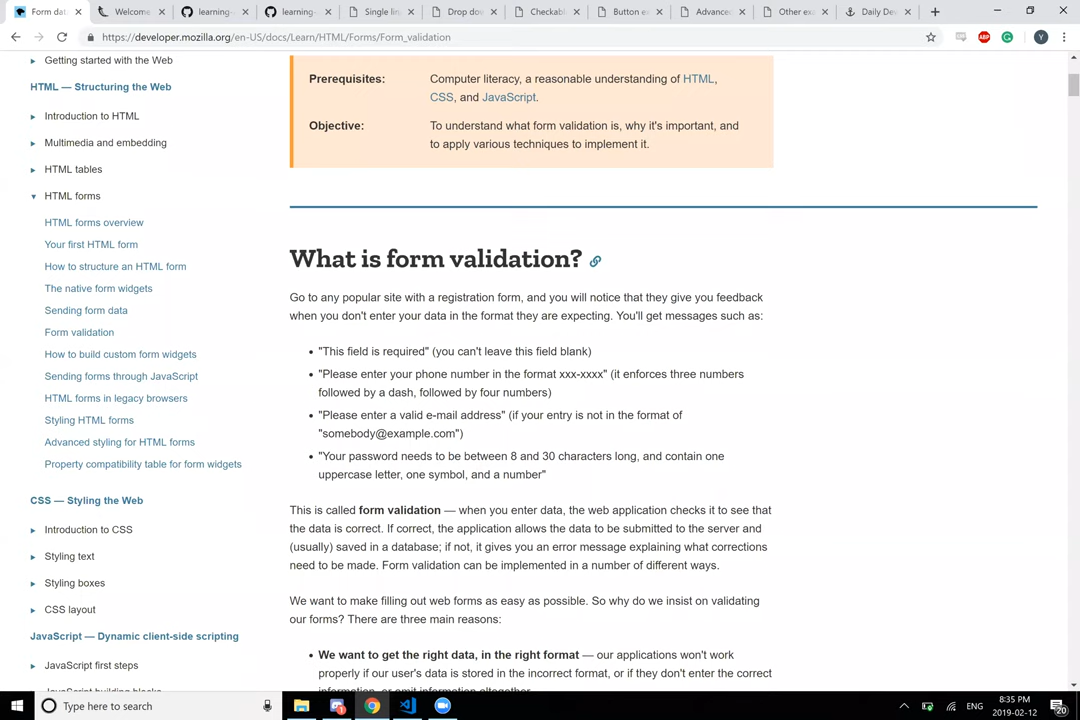 Form dat
Welcome
learning-
learning-
Single lin
Drop do
Checkab
Button e
Advanc
Other ex
Daily De
https://developer.mozilla.org/en-US/docs/Learn/HTML/Forms/Form_validation
ABP
Y
Getting started with the Web
HTML — Structuring the Web
Introduction to HTML
Multimedia and embedding
HTML tables
HTML forms
HTML forms overview
Your first HTML form
How to structure an HTML form
The native form widgets
Sending form data
Form validation
How to build custom form widgets
Sending forms through JavaScript
HTML forms in legacy browsers
Styling HTML forms
Advanced styling for HTML forms
Property compatibility table for form widgets
CSS — Styling the Web
Introduction to CSS
Styling text
Styling boxes
CSS layout
JavaScript — Dynamic client-side scripting
JavaScript first steps
JavaScript building blocks
Prerequisites: Computer literacy, a reasonable understanding of HTML,
CSS, and JavaScript.
Objective: To understand what form validation is, why it's important, and
to apply various techniques to implement it.
What is form validation?
Go to any popular site with a registration form, and you will notice that they give you feedback
when you don't enter your data in the format they are expecting. You'll get messages such as:
• "This field is required" (you can't leave this field blank)
• "Please enter your phone number in the format xxx-xxxx" (it enforces three numbers
followed by a dash, followed by four numbers)
• "Please enter a valid e-mail address" (if your entry is not in the format of
"somebody@example.com")
• "Your password needs to be between 8 and 30 characters long, and contain one
uppercase letter, one symbol, and a number"
This is called form validation — when you enter data, the web application checks it to see that
the data is correct. If correct, the application allows the data to be submitted to the server and
(usually) saved in a database; if not, it gives you an error message explaining what corrections
need to be made. Form validation can be implemented in a number of different ways.
We want to make filling out web forms as easy as possible. So why do we insist on validating
our forms? There are three main reasons:
• We want to get the right data, in the right format — our applications won't work
properly if our user's data is stored in the incorrect format, or if they don't enter the correct
information, or omit information altogether.
Type here to search
ENG
8:35 PM
2019-02-12
20